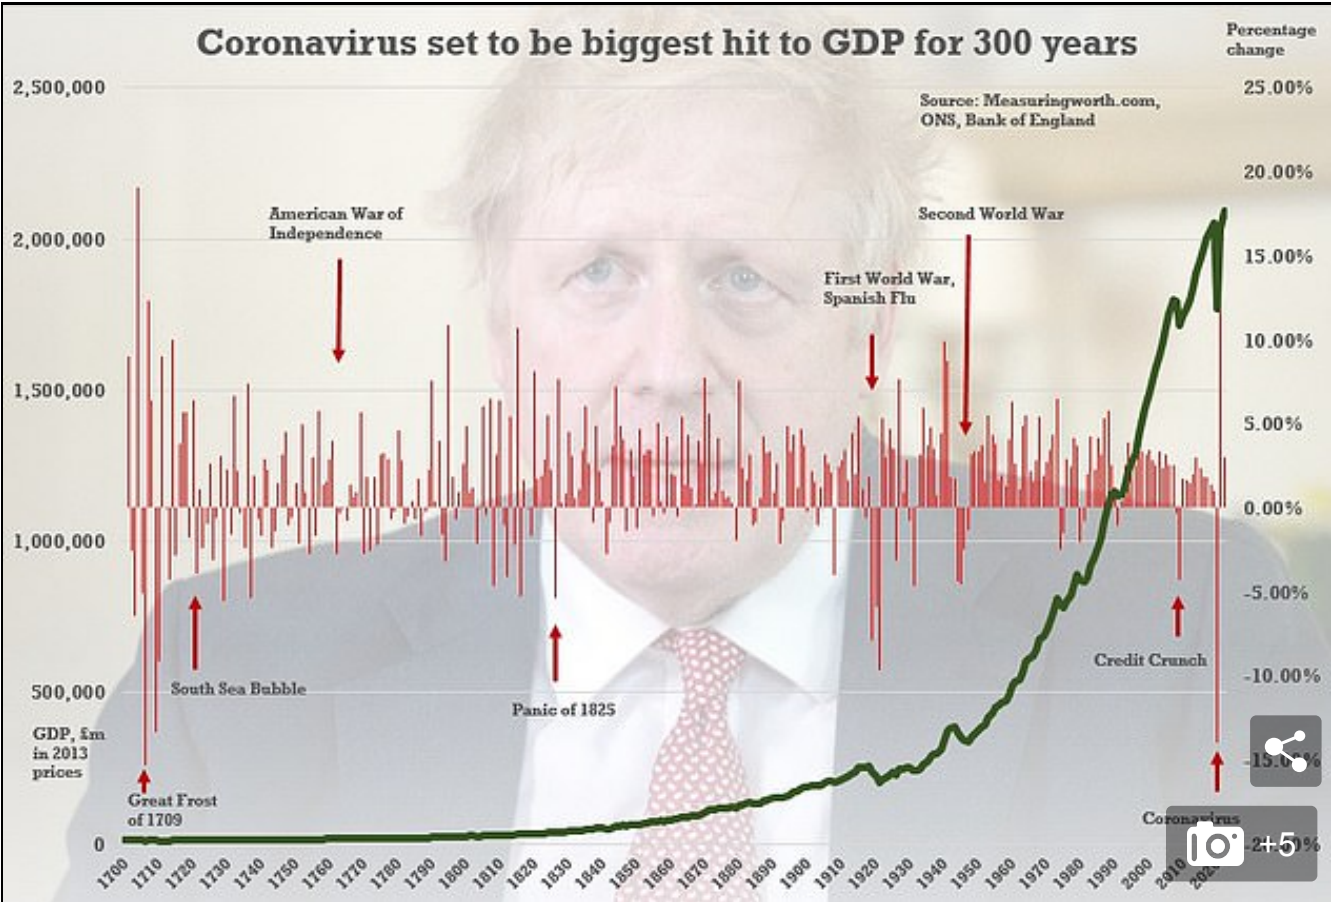 Coronavirus set to be biggest hit to GDP for 300 years
Percentage
change
2,500,000
25.00%
Source: Measuringworth.com,
ONS, Bank of England
20.00%
American War of
Independence
Second World War
2,000,000
15.00%
First World War,
Spanish Flu
10.00%
1,500,000
5.00%
0.00%
1,000,000
-5.00%
Credit Crunch
-10.00%
South Sea Bubble
500,000
Panic of 1825
GDP, £m
in 2013
prices
-15.00%
Great Frost
of 1709
Coronavirus
0
-20.00%
+5
1700 1710 1720 1730 1740 1750 1760 1770 1780 1790 1800 1810 1820 1830 1840 1850 1860 1870 1880 1890 1900 1910 1920 1930 1940 1950 1960 1970 1980 1990 2000 2010 2020